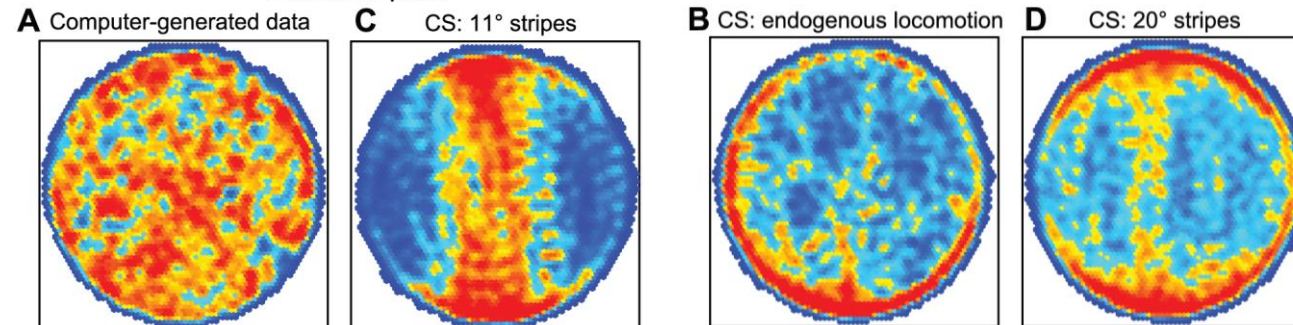 A Computer-generated data
C CS: 11° stripes
B CS: endogenous locomotion
D CS: 20° stripes